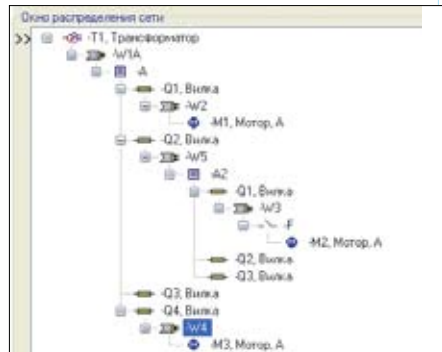 Окно распределения сети
>> -T1, Трансформатор
-W1A
-A
-Q1, Вилка
-W2
-M1, Мотор, А
-Q2, Вилка
-W5
-A2
-Q1, Вилка
-W3
-F
-M2, Мотор, А
-Q2, Вилка
-Q3, Вилка
-Q3, Вилка
-Q4, Вилка
-W4
-M3, Мотор, А